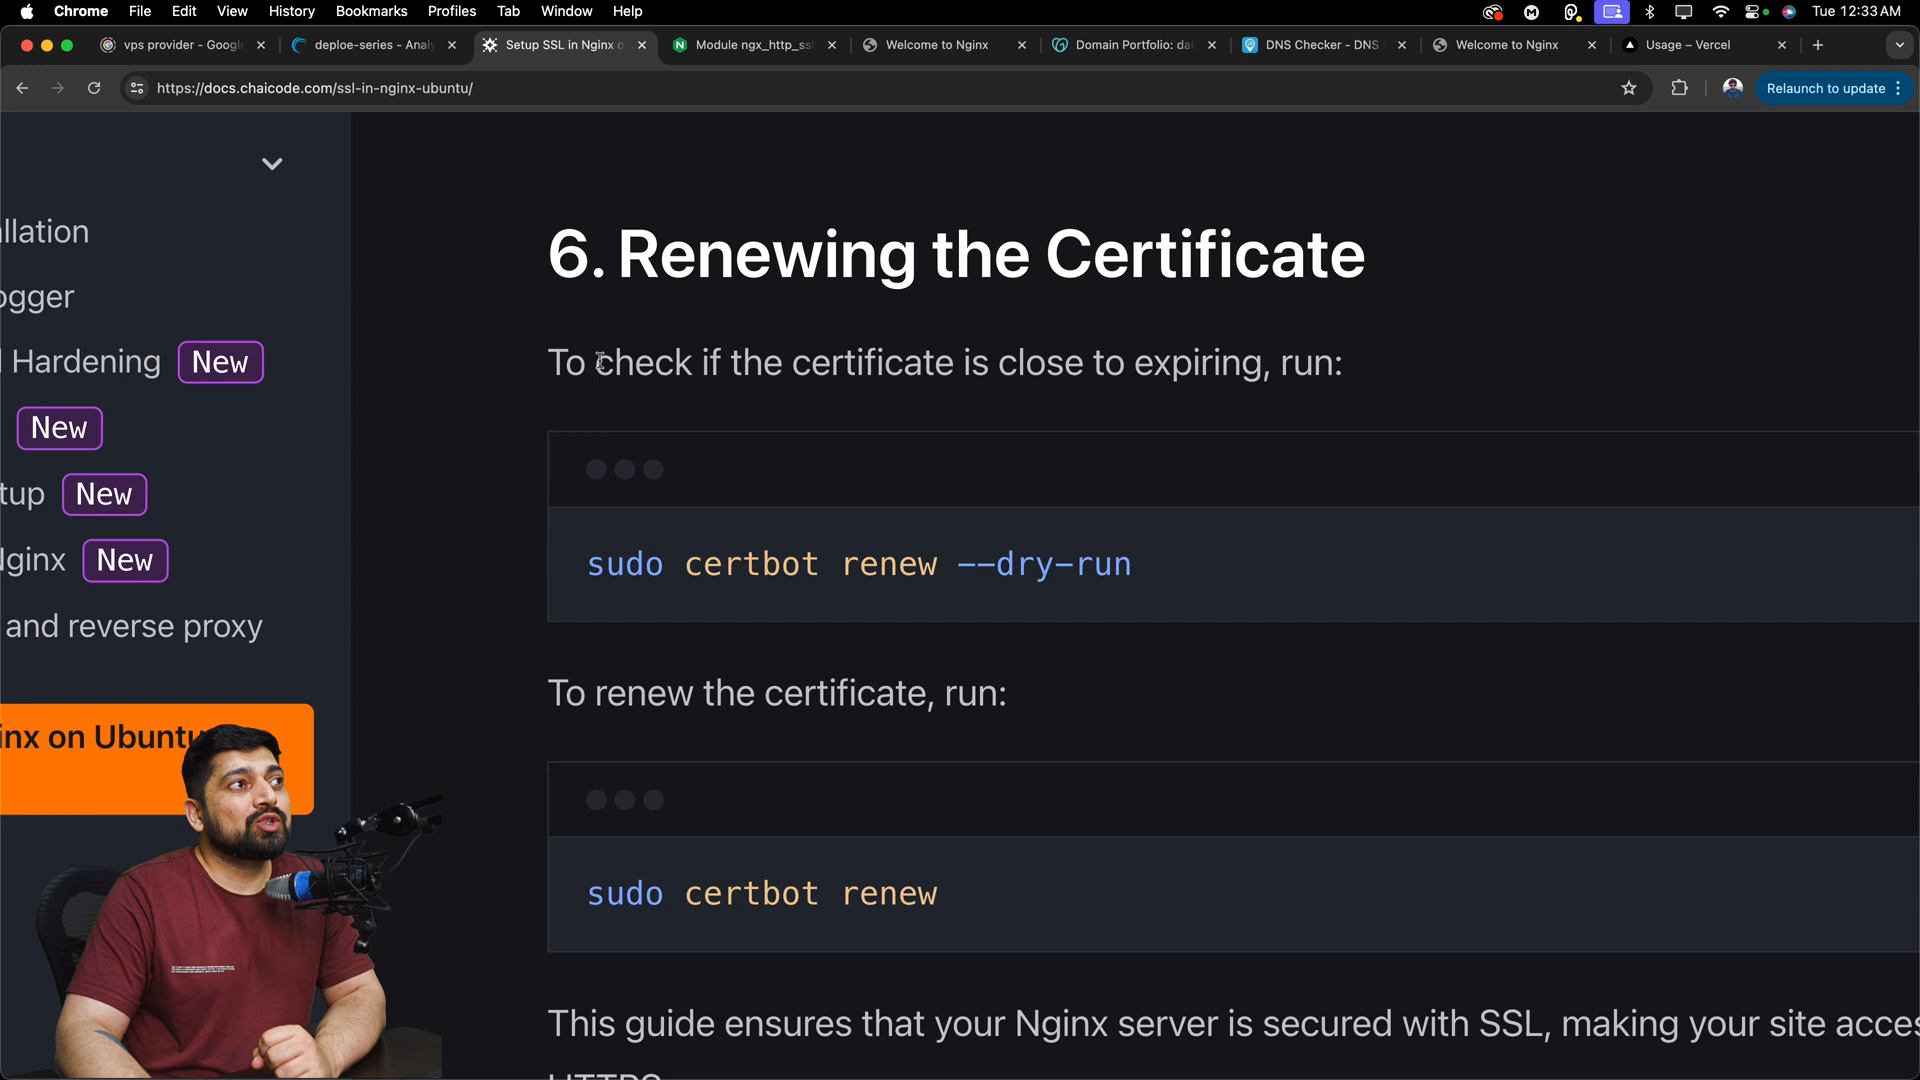 Chrome File Edit View History Bookmarks Profiles Tab Window Help Tue 12:33 AM
vps provider - Googl deploe-series - Anal Setup SSL in Nginx o Module ngx_http_ss Welcome to Nginx Domain Portfolio: dai DNS Checker - DNS Welcome to Nginx Usage – Vercel
https://docs.chaicode.com/ssl-in-nginx-ubuntu/ Relaunch to update
llation
ogger
Hardening New
New
tup New
Nginx New
and reverse proxy
inx on Ubuntu
6. Renewing the Certificate
To check if the certificate is close to expiring, run:
sudo certbot renew --dry-run
To renew the certificate, run:
sudo certbot renew
This guide ensures that your Nginx server is secured with SSL, making your site acces
HTTPS